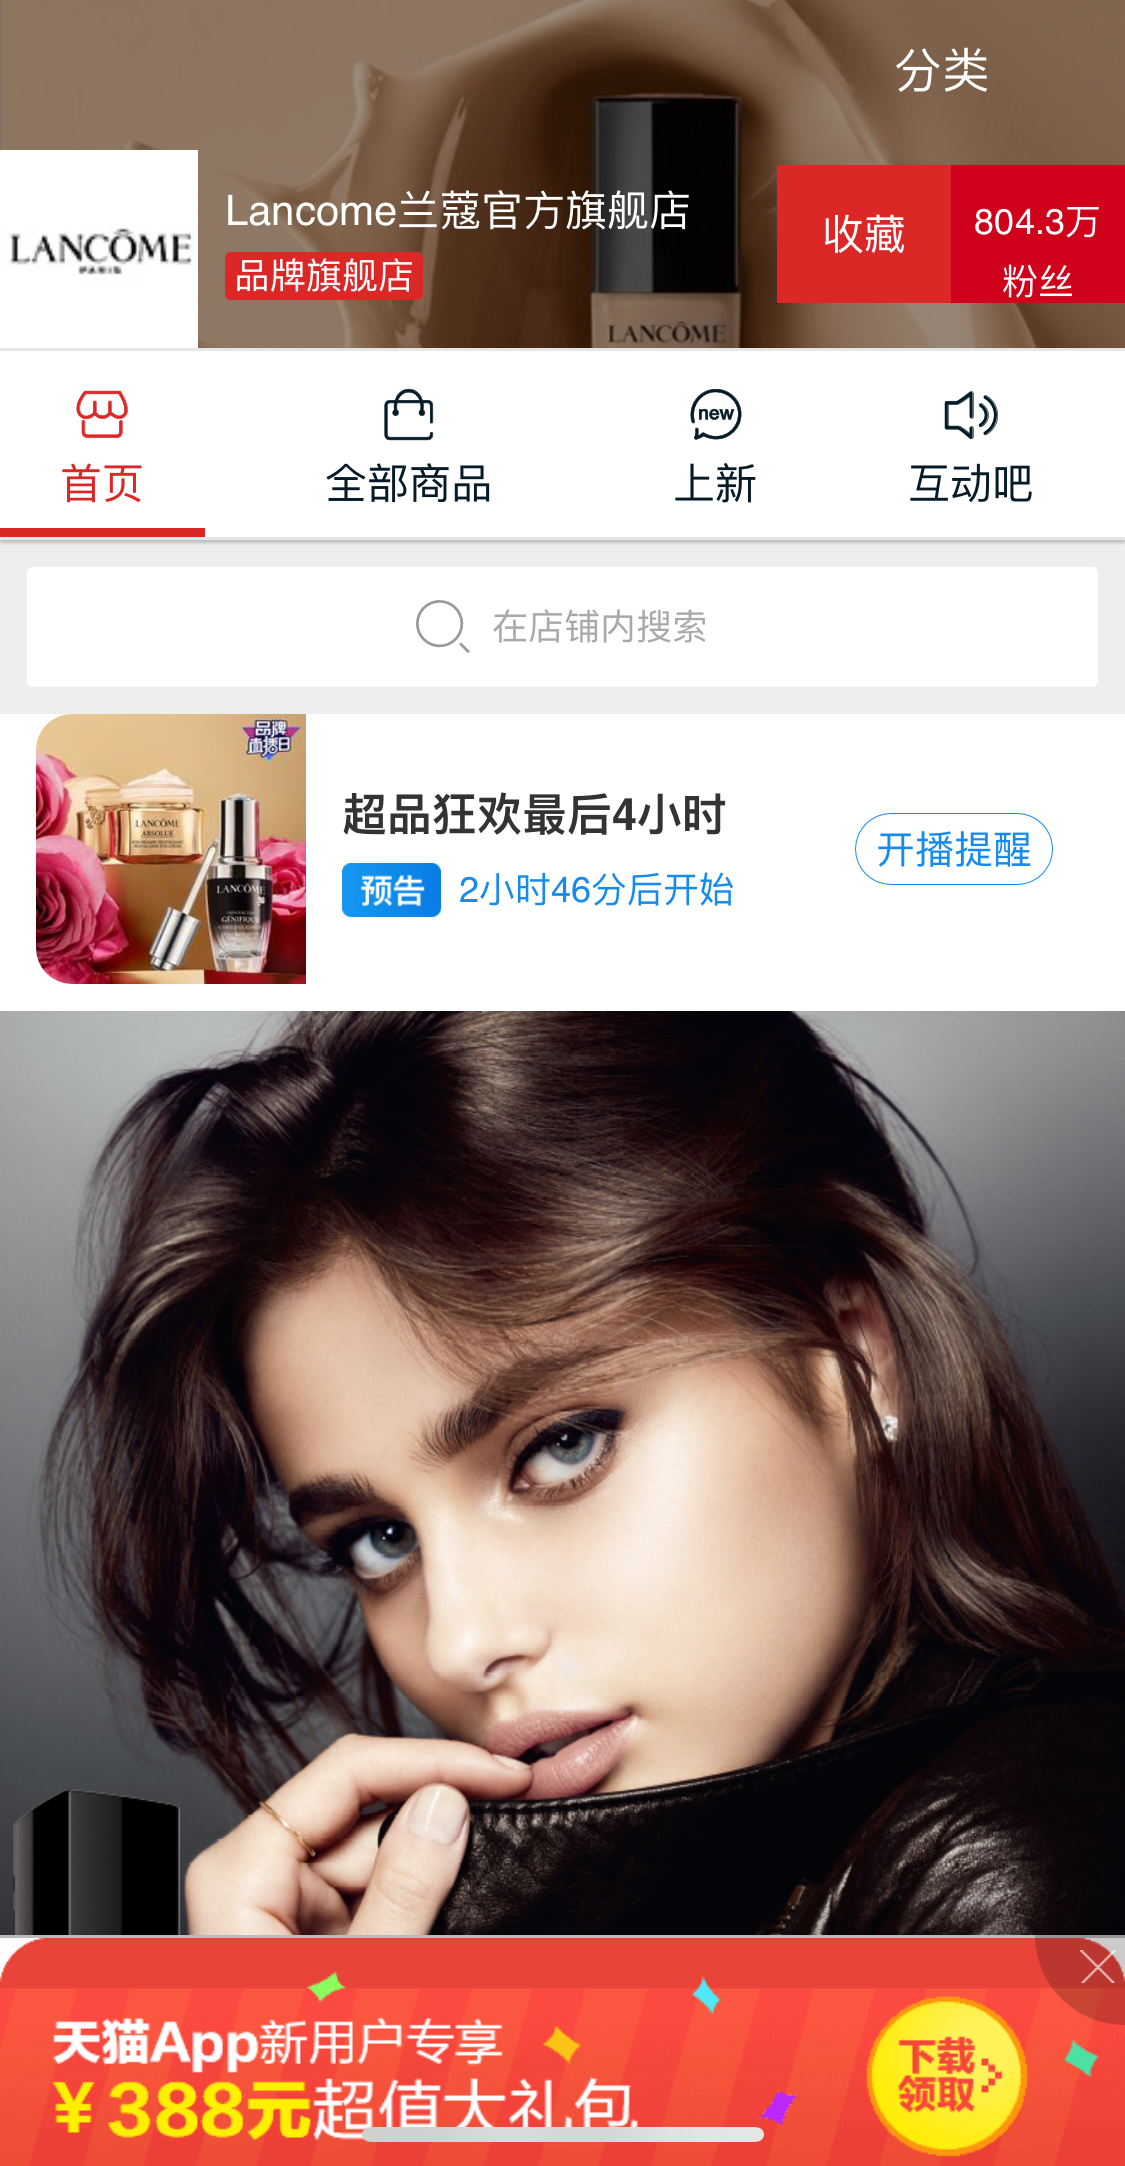 分类
LANCÔME
PARIS
Lancome兰蔻官方旗舰店
品牌旗舰店
收藏
804.3万
粉丝
LANCÔME
首页
全部商品
new
上新
互动吧
在店铺内搜索
品牌
直播日
LANCÔME
ABSOLUE
LANCÔME
GÉNIFIQUE
超品狂欢最后4小时
预告 2小时46分后开始
开播提醒
天猫App新用户专享
¥388元超值大礼包
下载
领取